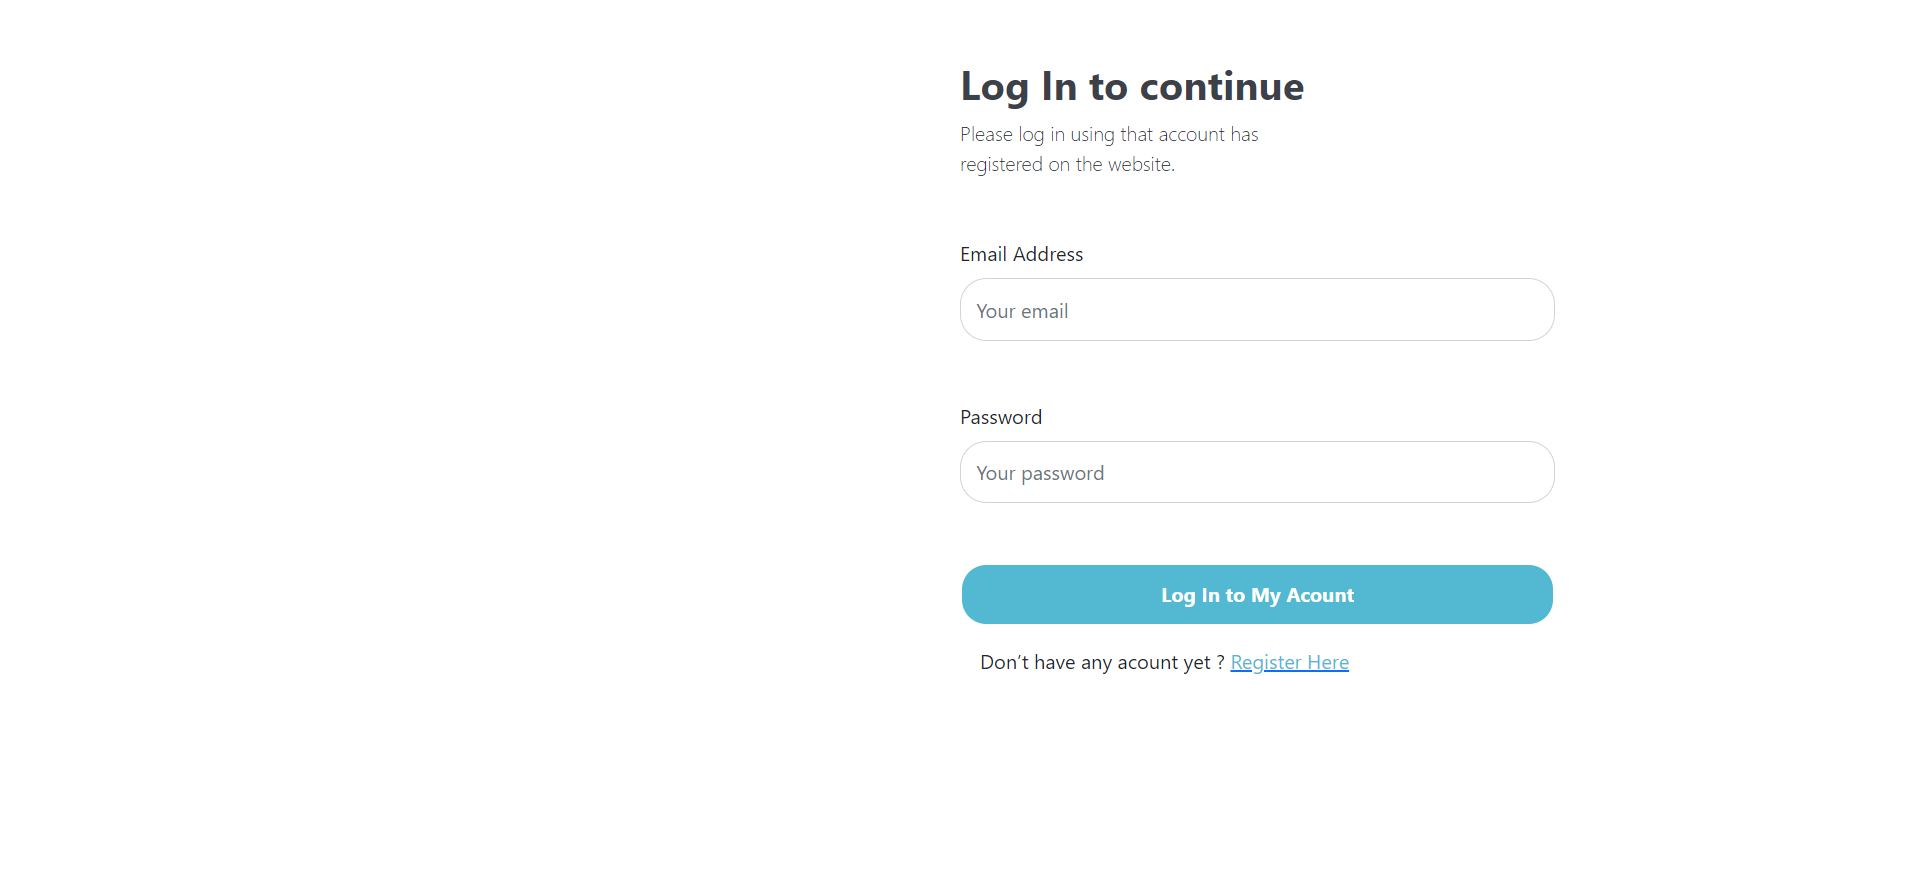 Log In to continue
Please log in using that account has
registered on the website.
Email Address
Your email
Password
Your password
Log In to My Acount
Don’t have any acount yet ? Register Here